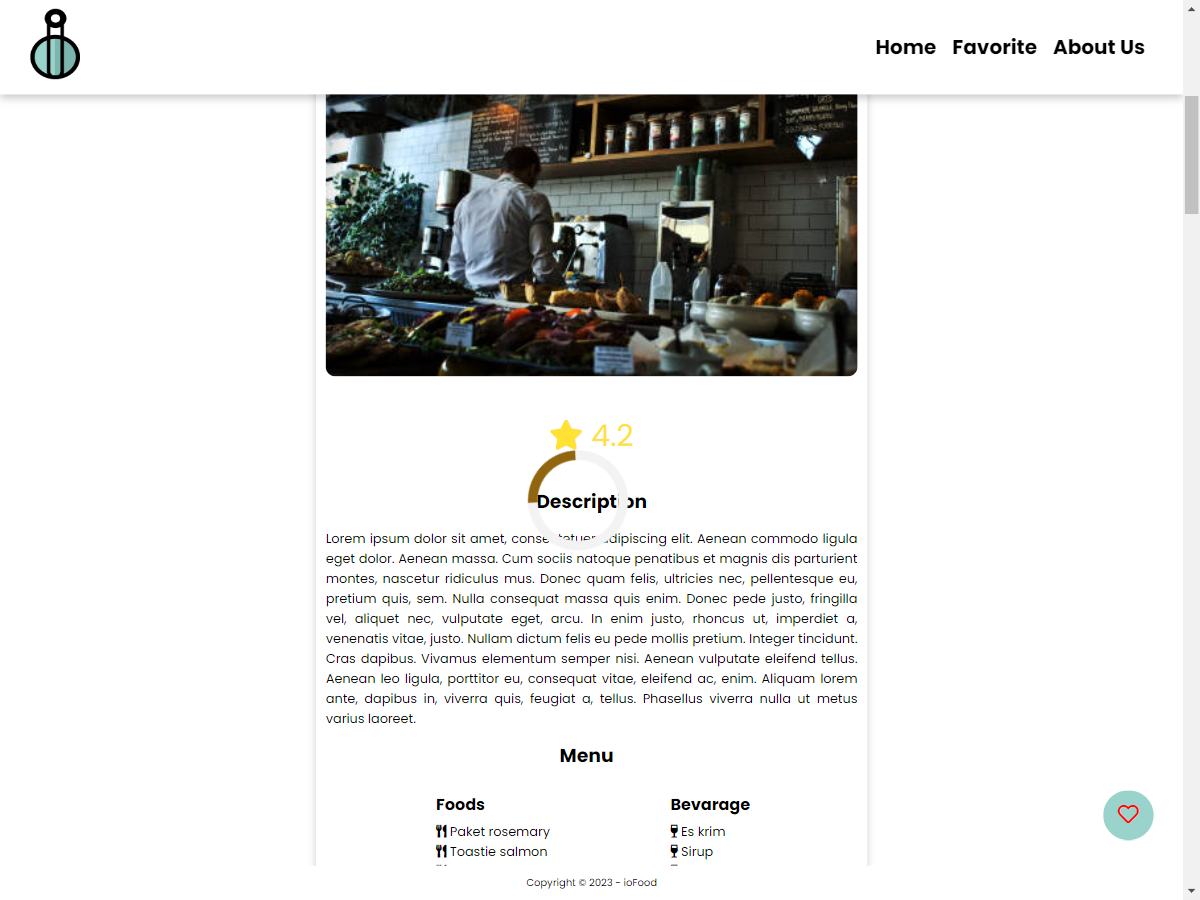 Home Favorite About Us
4.2
Description
Lorem ipsum dolor sit amet, elit. Aenean commodo ligula
eget dolor. Aenean massa. Cum sociis natoque penatibus et magnis dis parturient
montes, nascetur ridiculus mus. Donec quam felis, ultricies nec, pellentesque eu,
pretium quis, sem. Nulla consequat massa quis enim. Donec pede justo, fringilla
vel, aliquet nec, vulputate eget, arcu. In enim justo, rhoncus ut, imperdiet a,
venenatis vitae, justo. Nullam dictum felis eu pede mollis pretium. Integer tincidunt.
Cras dapibus. Vivamus elementum semper nisi. Aenean vulputate eleifend tellus.
Aenean leo ligula, porttitor eu, consequat vitae, eleifend ac, enim. Aliquam lorem
ante, dapibus in, viverra quis, feugiat a, tellus. Phasellus viverra nulla ut metus
varius laoreet.
Menu
Foods
Paket rosemary
Toastie salmon
Bevarage
Es krim
Sirup
Copyright © 2023 - ioFood